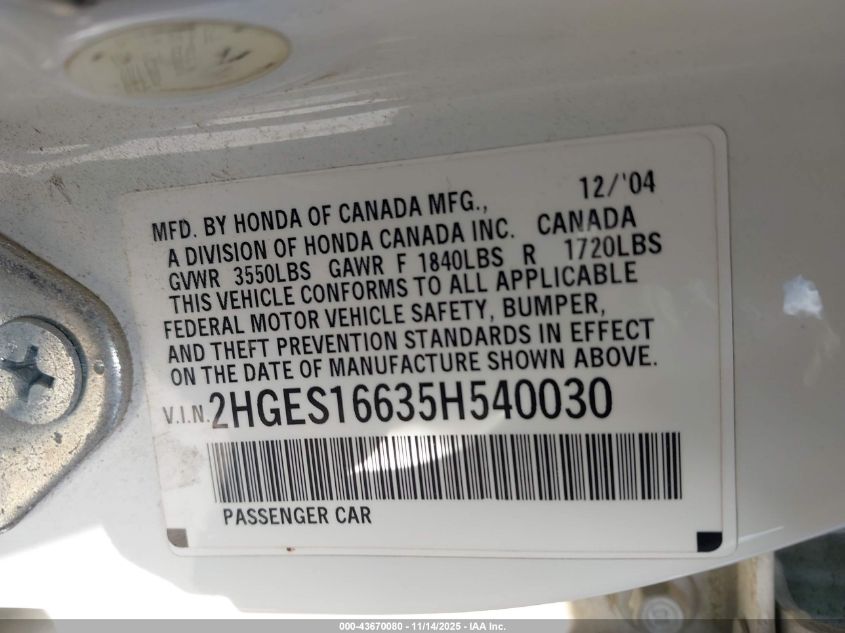 12/'04
MFD. BY HONDA OF CANADA MFG.,
A DIVISION OF HONDA CANADA INC. CANADA
GVWR 3550LBS GAWR F 1840LBS R 1720LBS
THIS VEHICLE CONFORMS TO ALL APPLICABLE
FEDERAL MOTOR VEHICLE SAFETY, BUMPER,
AND THEFT PREVENTION STANDARDS IN EFFECT
ON THE DATE OF MANUFACTURE SHOWN ABOVE.
V.I.N. 2HGES16635H540030
PASSENGER CAR
000-43670080 - 11/14/2025 - IAA Inc.